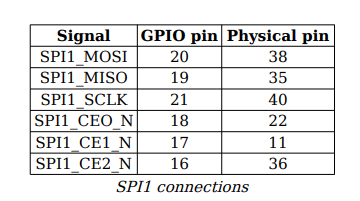 Signal GPIO pin Physical pin
SPI1_MOSI 20 38
SPI1_MISO 19 35
SPI1_SCLK 21 40
SPI1_CEO_N 18 22
SPI1_CE1_N 17 11
SPI1_CE2_N 16 36
SPI1 connections